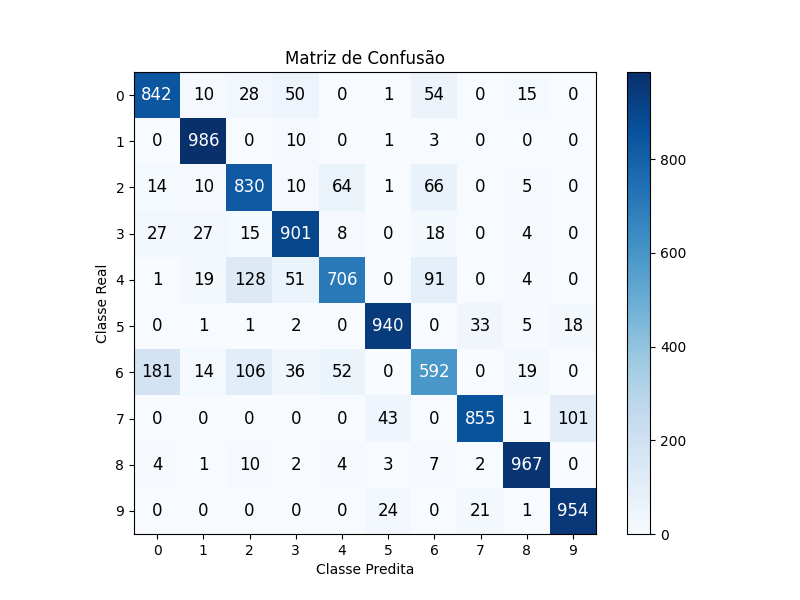 Matriz de Confusão
Classe Real
0 842 10 28 50 0 1 54 0 15 0
1 0 986 0 10 0 1 3 0 0 0
2 14 10 830 10 64 1 66 0 5 0
3 27 27 15 901 8 0 18 0 4 0
4 1 19 128 51 706 0 91 0 4 0
5 0 1 1 2 0 940 0 33 5 18
6 181 14 106 36 52 0 592 0 19 0
7 0 0 0 0 0 43 0 855 1 101
8 4 1 10 2 4 3 7 2 967 0
9 0 0 0 0 0 24 0 21 1 954
0 1 2 3 4 5 6 7 8 9
Classe Predita
800
600
400
200
0